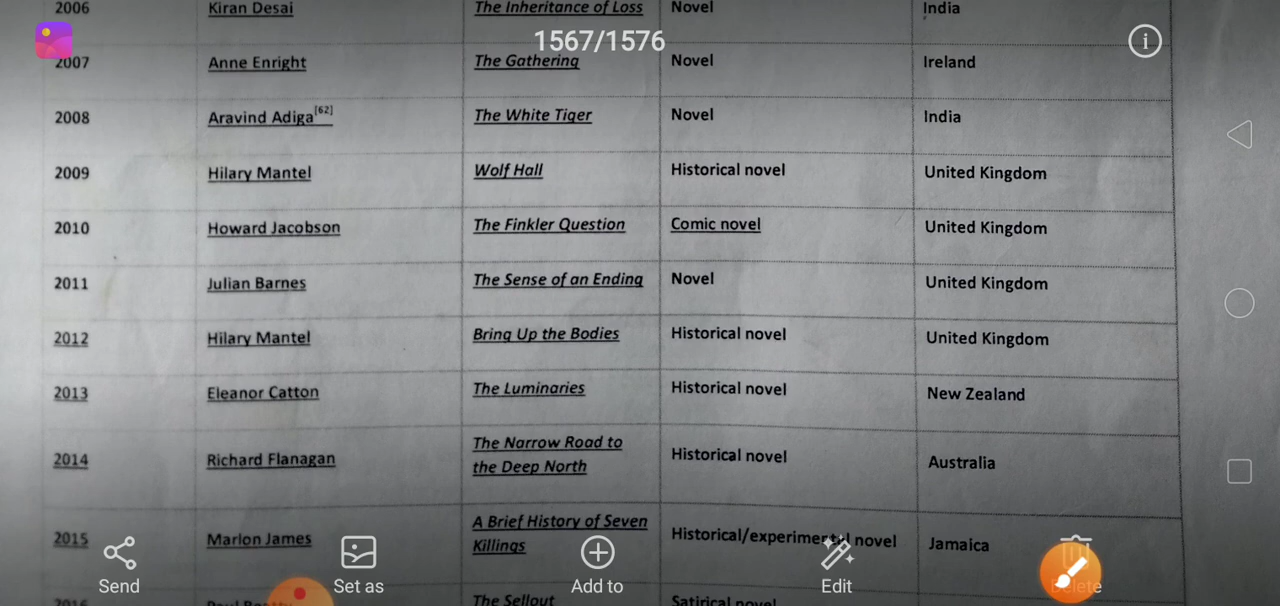 2006 Kiran Desai The Inheritance of Loss Novel India
1567/1576
2007 Anne Enright The Gathering Novel Ireland
2008 Aravind Adiga[62] The White Tiger Novel India
2009 Hilary Mantel Wolf Hall Historical novel United Kingdom
2010 Howard Jacobson The Finkler Question Comic novel United Kingdom
2011 Julian Barnes The Sense of an Ending Novel United Kingdom
2012 Hilary Mantel Bring Up the Bodies Historical novel United Kingdom
2013 Eleanor Catton The Luminaries Historical novel New Zealand
The Narrow Road to
2014 Richard Flanagan the Deep North Historical novel Australia
A Brief History of Seven
2015 Marlon James Killings Historical/experimental novel Jamaica
Send Set as Add to Edit Delete
2016 The Sellout Satirical novel